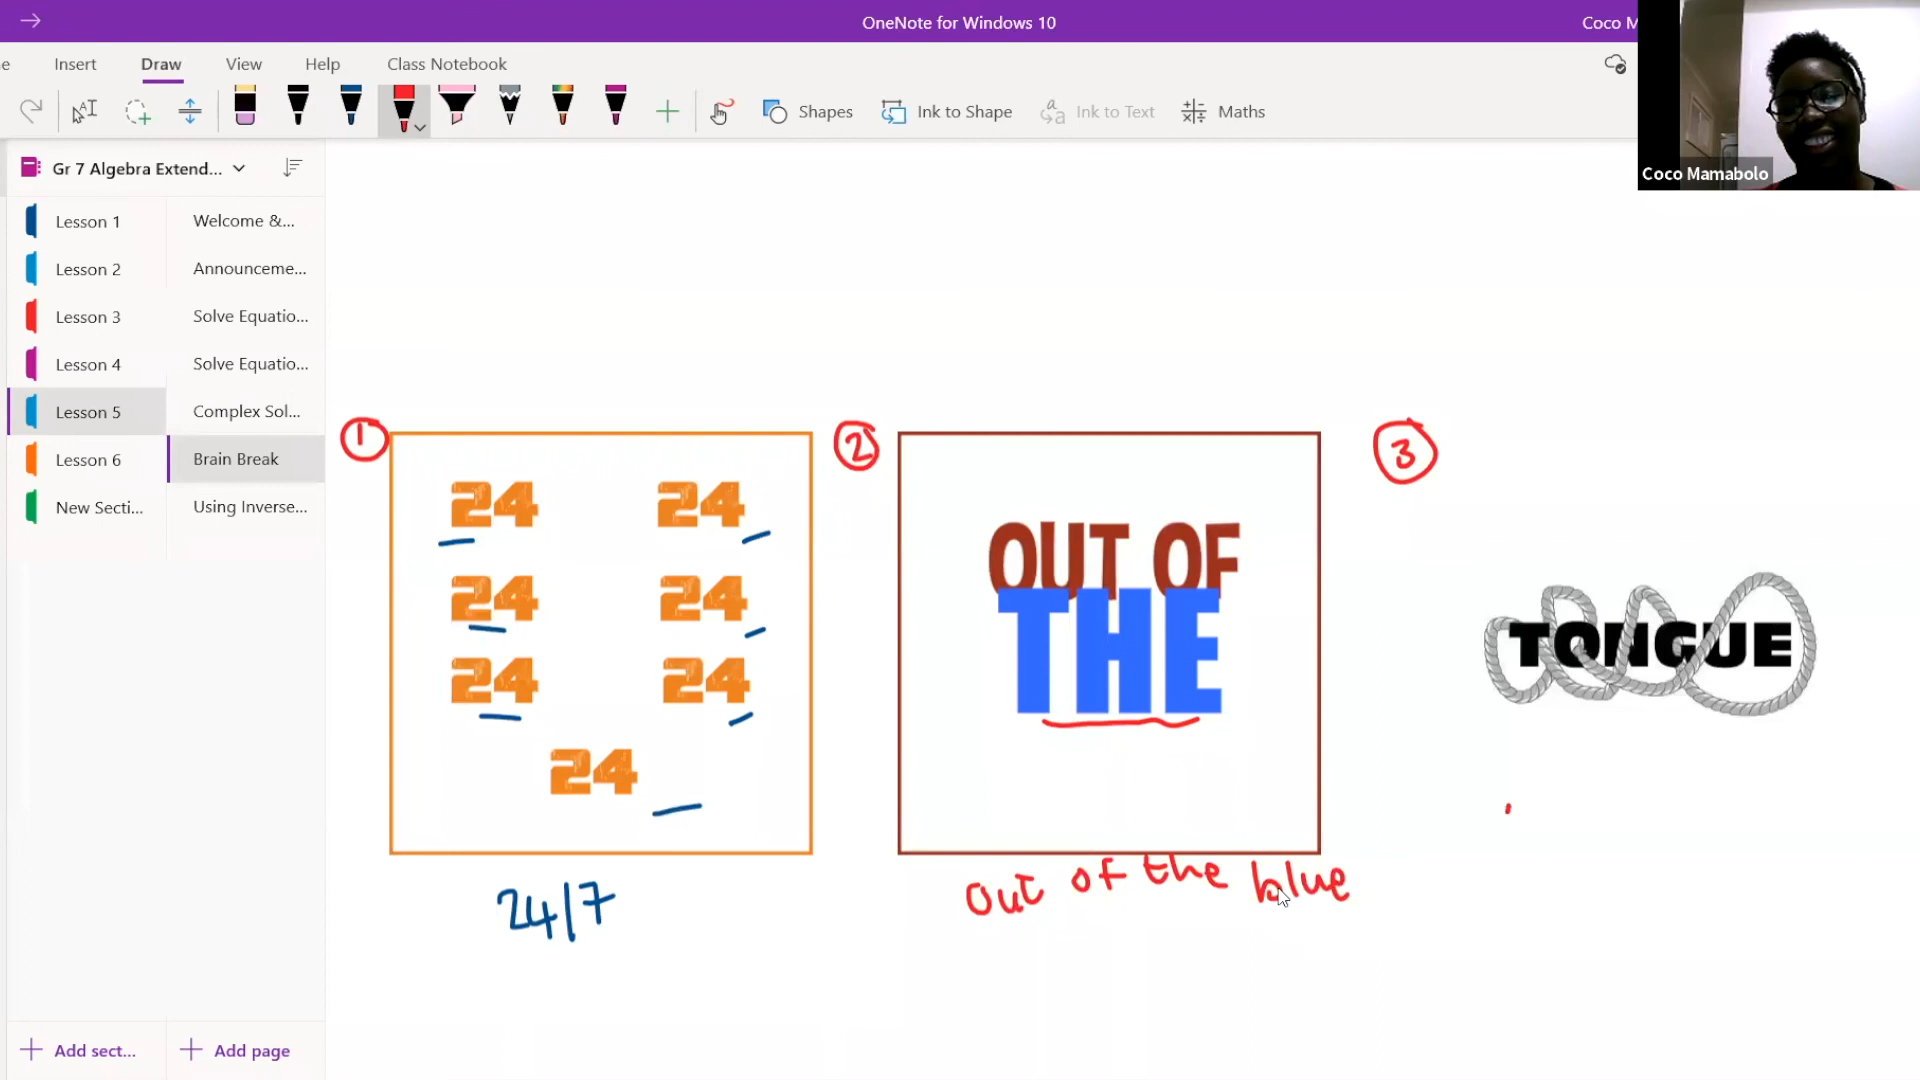 OneNote for Windows 10
Coco M
e
Insert
Draw
View
Help
Class Notebook
Shapes
Ink to Shape
Ink to Text
Maths
Coco Mamabolo
Gr 7 Algebra Extend...
Lesson 1
Lesson 2
Lesson 3
Lesson 4
Lesson 5
Lesson 6
New Secti...
Welcome &...
Announceme...
Solve Equatio...
Solve Equatio...
Complex Sol...
Brain Break
Using Inverse...
Add sect...
Add page
1
24 24
24 24
24 24
24
24/7
2
OUT OF
THE
out of the blue
3
TONGUE